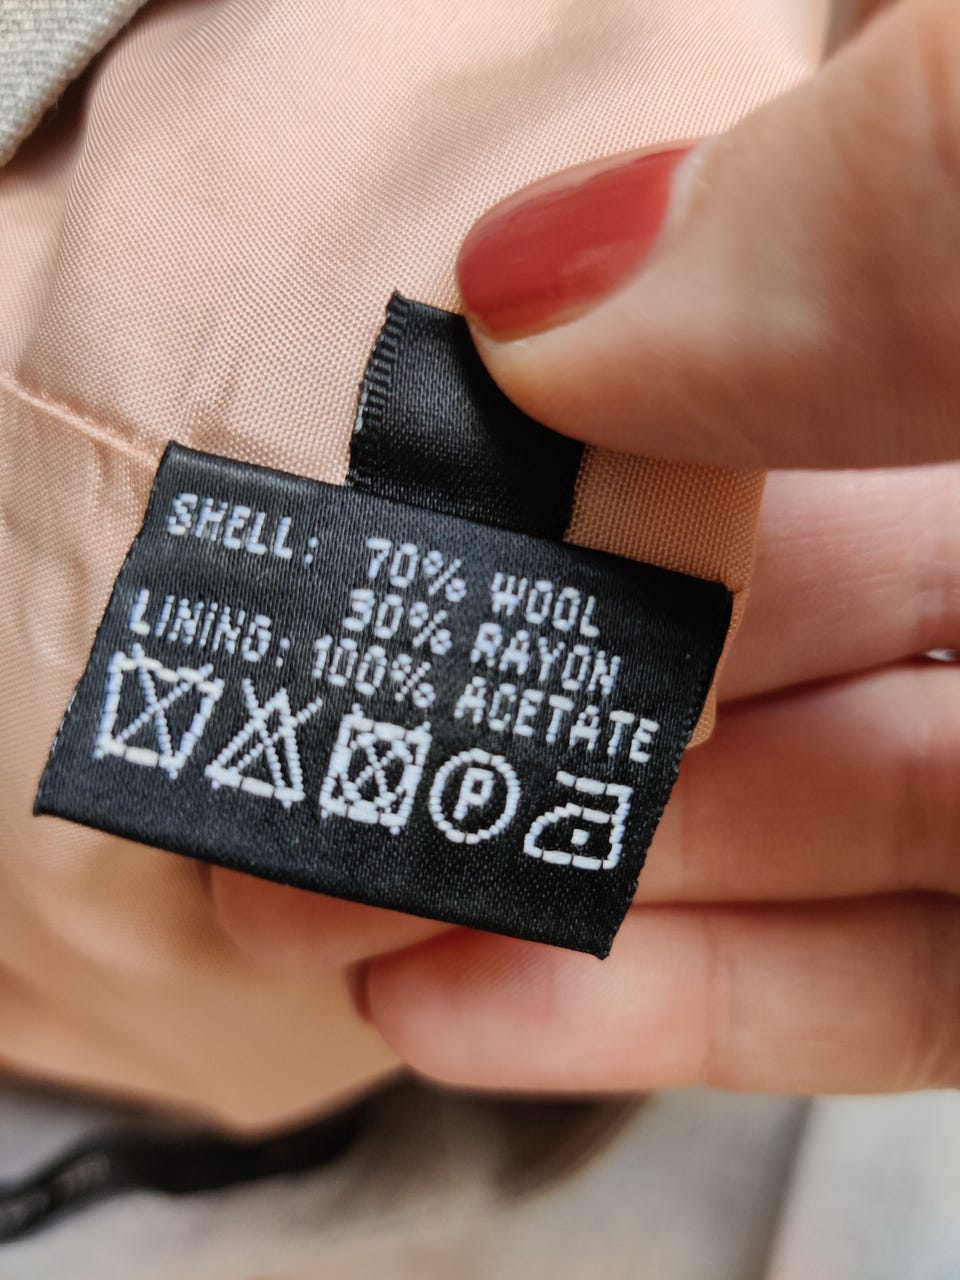 SHELL: 70% WOOL
30% RAYON
LINING: 100% ACETATE
P